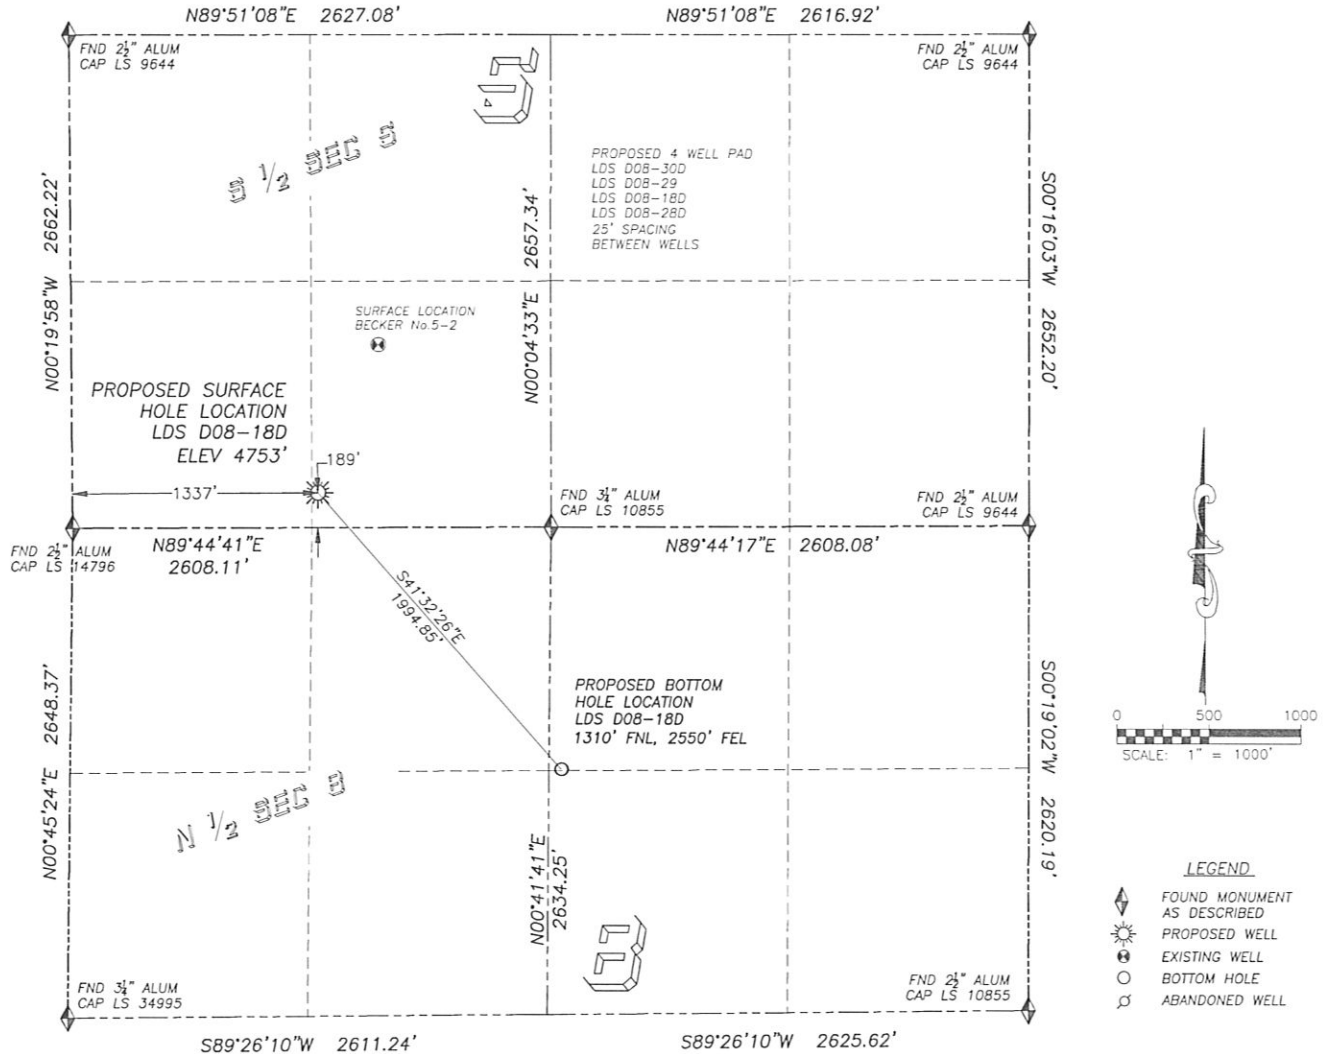 N89°51'08"E 2627.08'
N89°51'08"E 2616.92'
FND 2½" ALUM
CAP LS 9644
FND 2½" ALUM
CAP LS 9644
5
S ½ SEC 5
PROPOSED 4 WELL PAD
LDS D08-30D
LDS D08-29
LDS D08-18D
LDS D08-28D
25' SPACING
BETWEEN WELLS
N00°19'58"W 2662.22'
N00°04'33"E 2657.34'
S00°16'03"W 2652.20'
SURFACE LOCATION
BECKER No.5-2
PROPOSED SURFACE
HOLE LOCATION
LDS D08-18D
ELEV 4753'
189'
1337'
FND 3¼" ALUM
CAP LS 10855
FND 2½" ALUM
CAP LS 9644
FND 2½" ALUM
CAP LS 14796
N89°44'41"E
2608.11'
N89°44'17"E 2608.08'
S41°32'26"E
1994.85'
PROPOSED BOTTOM
HOLE LOCATION
LDS D08-18D
1310' FNL, 2550' FEL
N00°45'24"E 2648.37'
S00°19'02"W 2620.19'
N ½ SEC 8
N00°41'41"E
2634.25'
8
FND 3¼" ALUM
CAP LS 34995
FND 2½" ALUM
CAP LS 10855
S89°26'10"W 2611.24'
S89°26'10"W 2625.62'
0 500 1000
SCALE: 1" = 1000'
LEGEND
FOUND MONUMENT
AS DESCRIBED
PROPOSED WELL
EXISTING WELL
BOTTOM HOLE
ABANDONED WELL